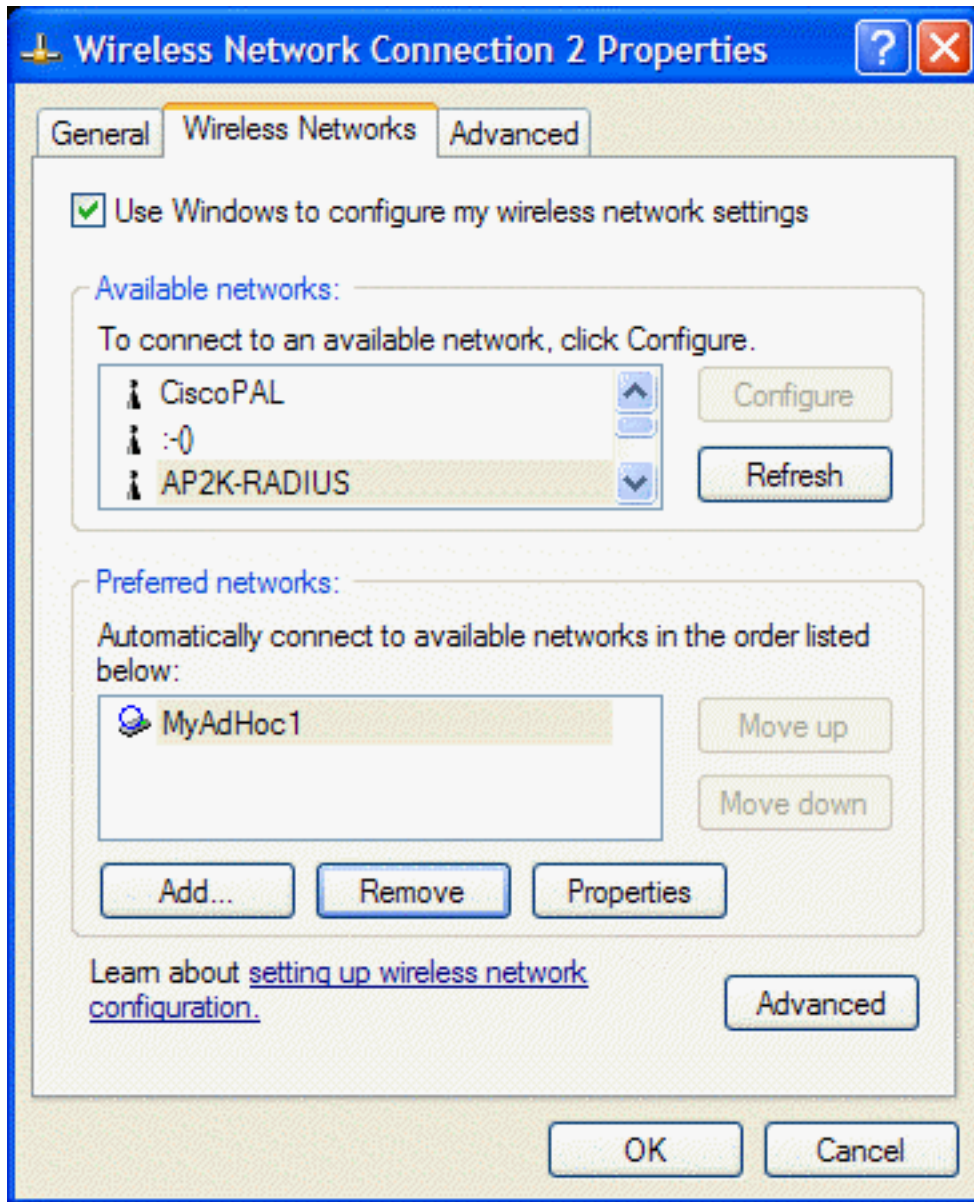 Wireless Network Connection 2 Properties
General Wireless Networks Advanced
Use Windows to configure my wireless network settings
Available networks:
To connect to an available network, click Configure.
CiscoPAL
:-()
AP2K-RADIUS
Configure
Refresh
Preferred networks:
Automatically connect to available networks in the order listed
below:
MyAdHoc1
Move up
Move down
Add... Remove Properties
Learn about setting up wireless network
configuration.
Advanced
OK Cancel